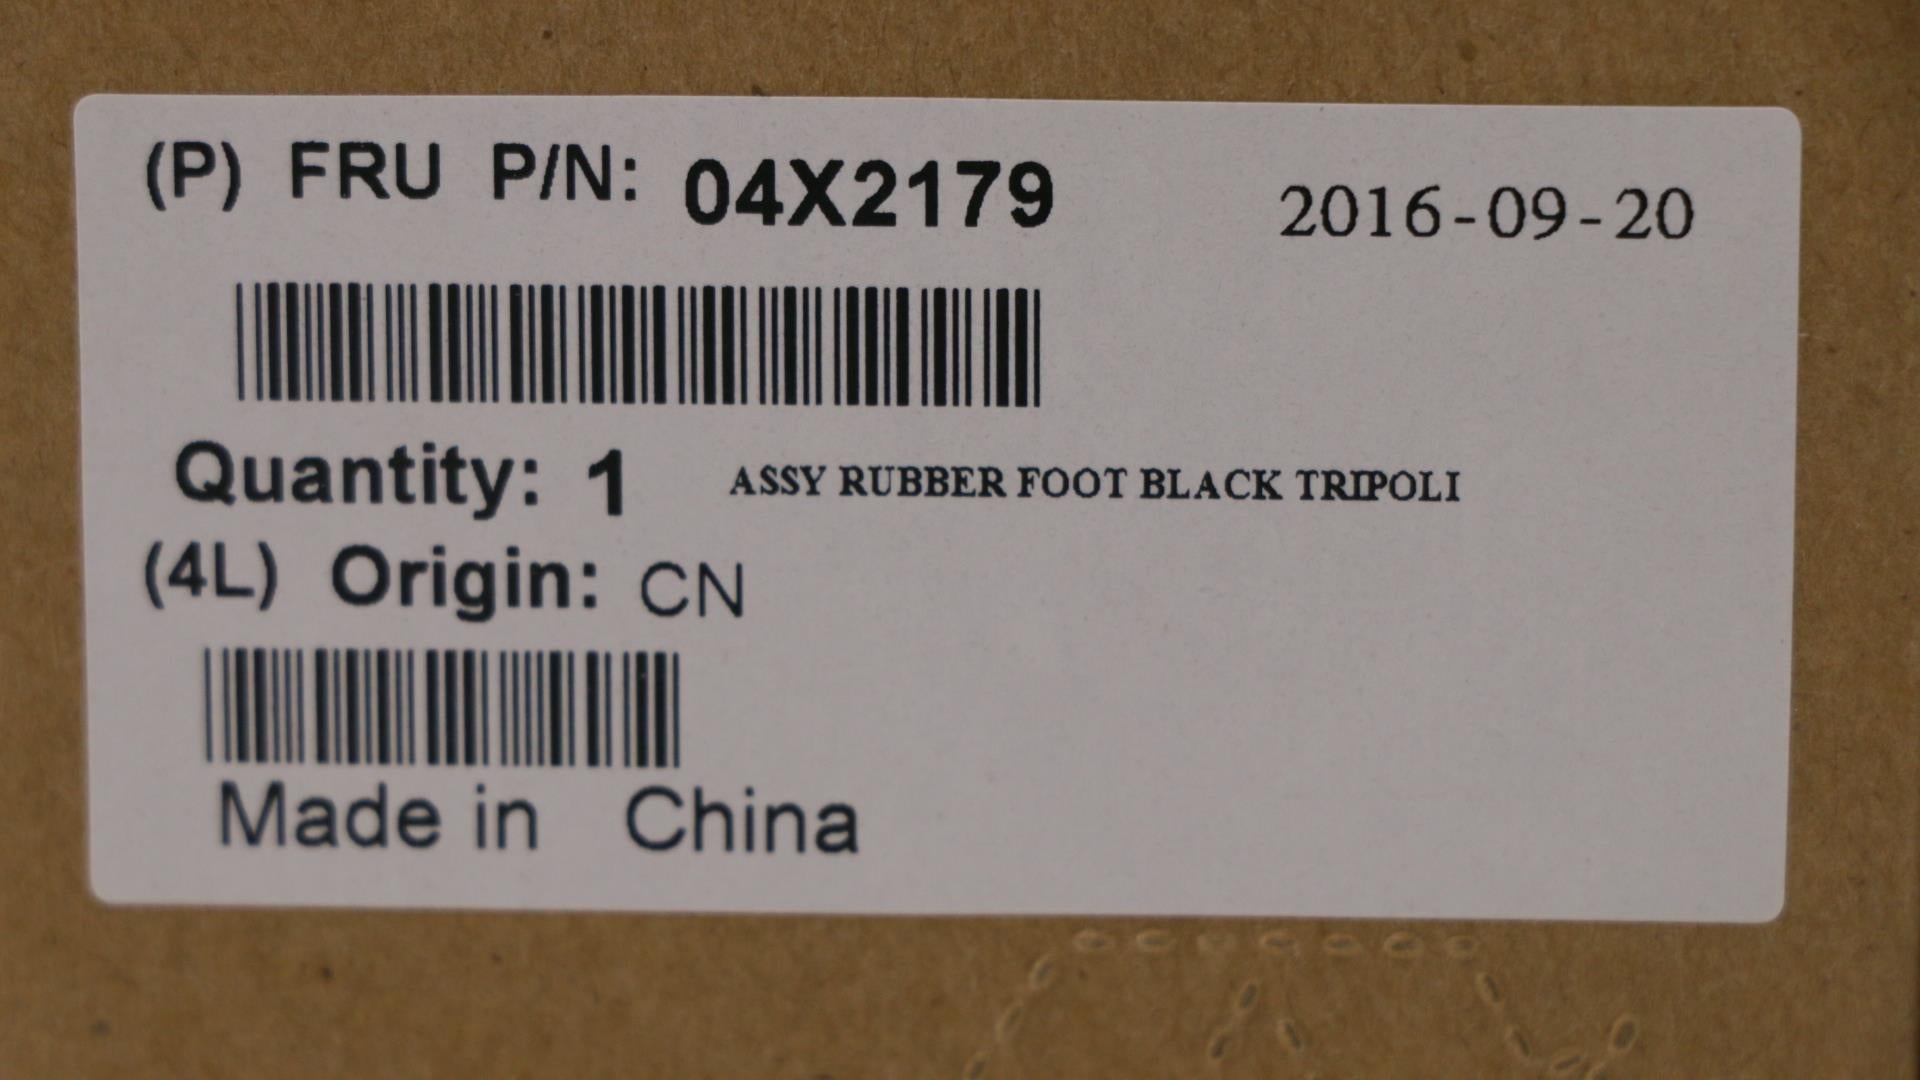 (P) FRU P/N: 04X2179 2016-09-20
Quantity: 1 ASSY RUBBER FOOT BLACK TRIPOLI
(4L) Origin: CN
Made in China